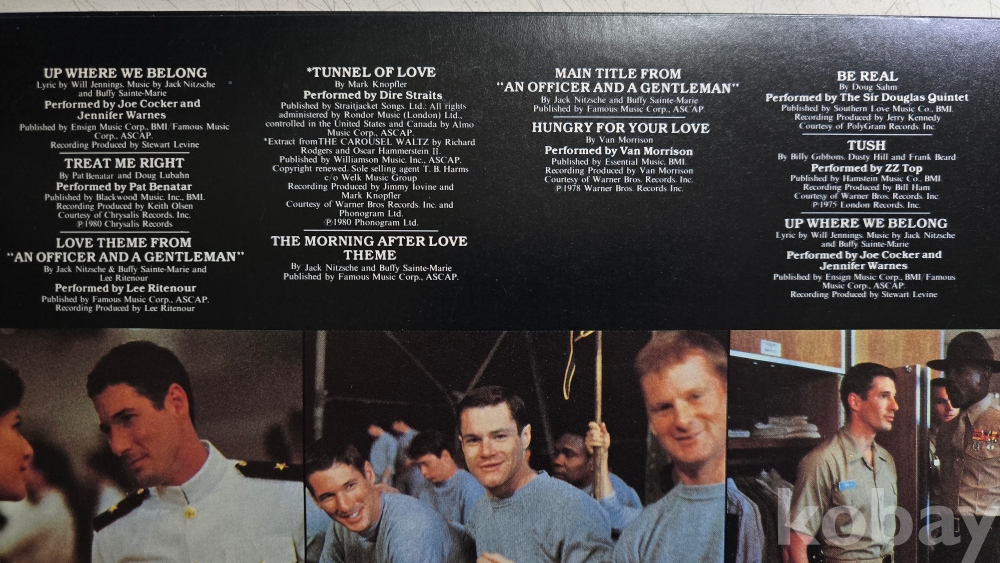 UP WHERE WE BELONG
Lyric by Will Jennings. Music by Jack Nitzsche
and Buffy Sainte-Marie
Performed by Joe Cocker and
Jennifer Warnes
Published by Ensign Music Corp., BMI/Famous Music
Corp., ASCAP.
Recording Produced by Stewart Levine
TREAT ME RIGHT
By Pat Benatar and Doug Lubahn
Performed by Pat Benatar
Published by Blackwood Music. Inc., BMI.
Recording Produced by Keith Olsen
Courtesy of Chrysalis Records. Inc.
℗1980 Chrysalis Records
LOVE THEME FROM
"AN OFFICER AND A GENTLEMAN"
By Jack Nitzsche & Buffy Sainte-Marie and
Lee Ritenour
Performed by Lee Ritenour
Published by Famous Music Corp., ASCAP.
Recording Produced by Lee Ritenour
*TUNNEL OF LOVE
By Mark Knopfler
Performed by Dire Straits
Published by Straitjacket Songs. Ltd.. All rights
administered by Rondor Music (London) Ltd.,
controlled in the United States and Canada by Almo
Music Corp., ASCAP.
*Extract from THE CAROUSEL WALTZ by Richard
Rodgers and Oscar Hammerstein II.
Published by Williamson Music. Inc., ASCAP.
Copyright renewed. Sole selling agent T. B. Harms
c/o Welk Music Group
Recording Produced by Jimmy Iovine and
Mark Knopfler
Courtesy of Warner Bros. Records Inc. and
Phonogram Ltd.
℗1980 Phonogram Ltd.
THE MORNING AFTER LOVE
THEME
By Jack Nitzsche and Buffy Sainte-Marie
Published by Famous Music Corp., ASCAP.
MAIN TITLE FROM
"AN OFFICER AND A GENTLEMAN"
By Jack Nitzsche and Buffy Sainte-Marie
Published by Famous Music Corp., ASCAP
HUNGRY FOR YOUR LOVE
By Van Morrison
Performed by Van Morrison
Published by Essential Music, BMI.
Recording Produced by Van Morrison
Courtesy of Warner Bros. Records. Inc.
℗1978 Warner Bros. Records. Inc.
BE REAL
By Doug Sahm
Performed by The Sir Douglas Quintet
Published by Southern Love Music Co., BMI.
Recording Produced by Jerry Kennedy
Courtesy of PolyGram Records. Inc.
TUSH
By Billy Gibbons. Dusty Hill and Frank Beard
Performed by ZZ Top
Published by Hamstein Music Co., BMI.
Recording Produced by Bill Ham
Courtesy of Warner Bros. Records. Inc.
℗1975 London Records. Inc.
UP WHERE WE BELONG
Lyric by Will Jennings. Music by Jack Nitzsche
and Buffy Sainte-Marie
Performed by Joe Cocker and
Jennifer Warnes
Published by Ensign Music Corp., BMI/Famous
Music Corp., ASCAP.
Recording Produced by Stewart Levine
kobay